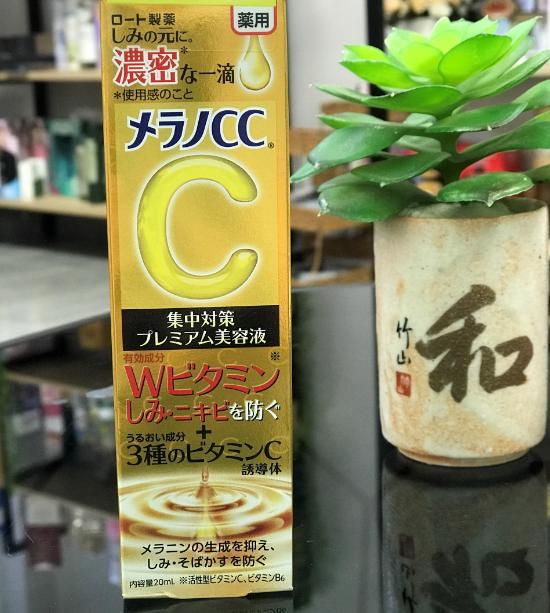 ロート製薬
薬用
しみの元に。
濃密*な一滴
*使用感のこと
メラノCC®
C
集中対策
プレミアム美容液
有効成分
Wビタミン※
しみ・ニキビを防ぐ
+
うるおい成分
3種のビタミンC
誘導体
メラニンの生成を抑え、
しみ・そばかすを防ぐ
内容量20mL ※活性型ビタミンC、ビタミンB6
和
竹山